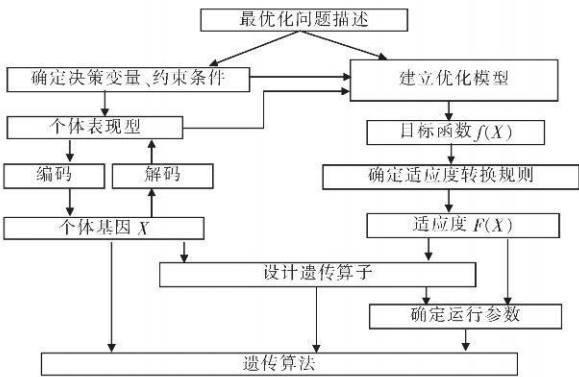 最优化问题描述
确定决策变量、约束条件
建立优化模型
个体表现型
目标函数 f(X)
编码
解码
确定适应度转换规则
个体基因 X
适应度 F(X)
设计遗传算子
确定运行参数
遗传算法